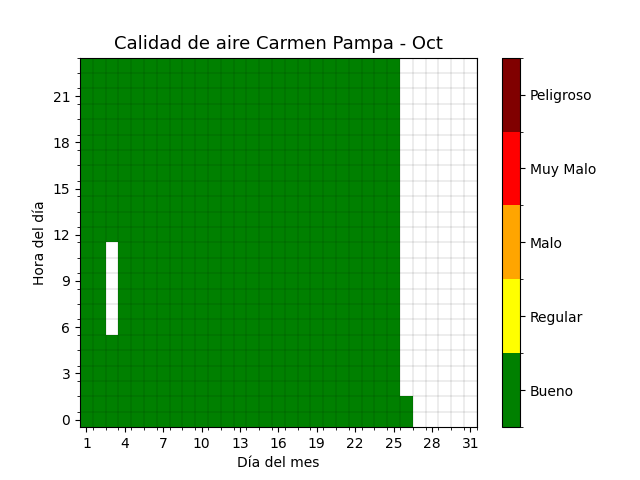 Calidad de aire Carmen Pampa - Oct
Hora del día
21
18
15
12
9
6
3
0
1 4 7 10 13 16 19 22 25 28 31
Día del mes
Peligroso
Muy Malo
Malo
Regular
Bueno